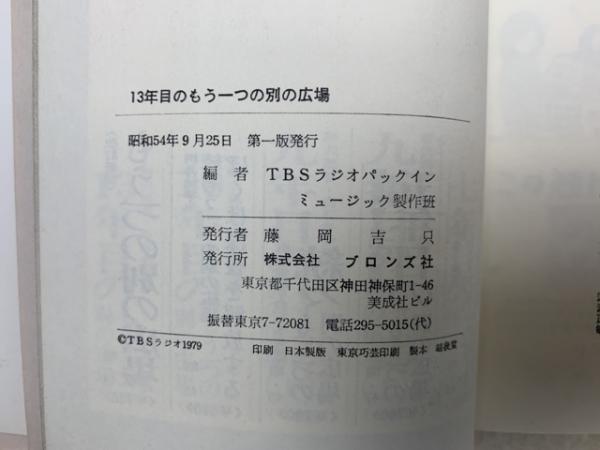 13年目のもう一つの別の広場
昭和54年9月25日 第一版発行
編者 TBSラジオパックイン
ミュージック製作班
発行者 藤岡吉只
発行所 株式会社 ブロンズ社
東京都千代田区神田神保町1-46
美成社ビル
振替東京7-72081 電話295-5015(代)
©TBSラジオ1979
印刷 日本製版 東京巧芸印刷 製本